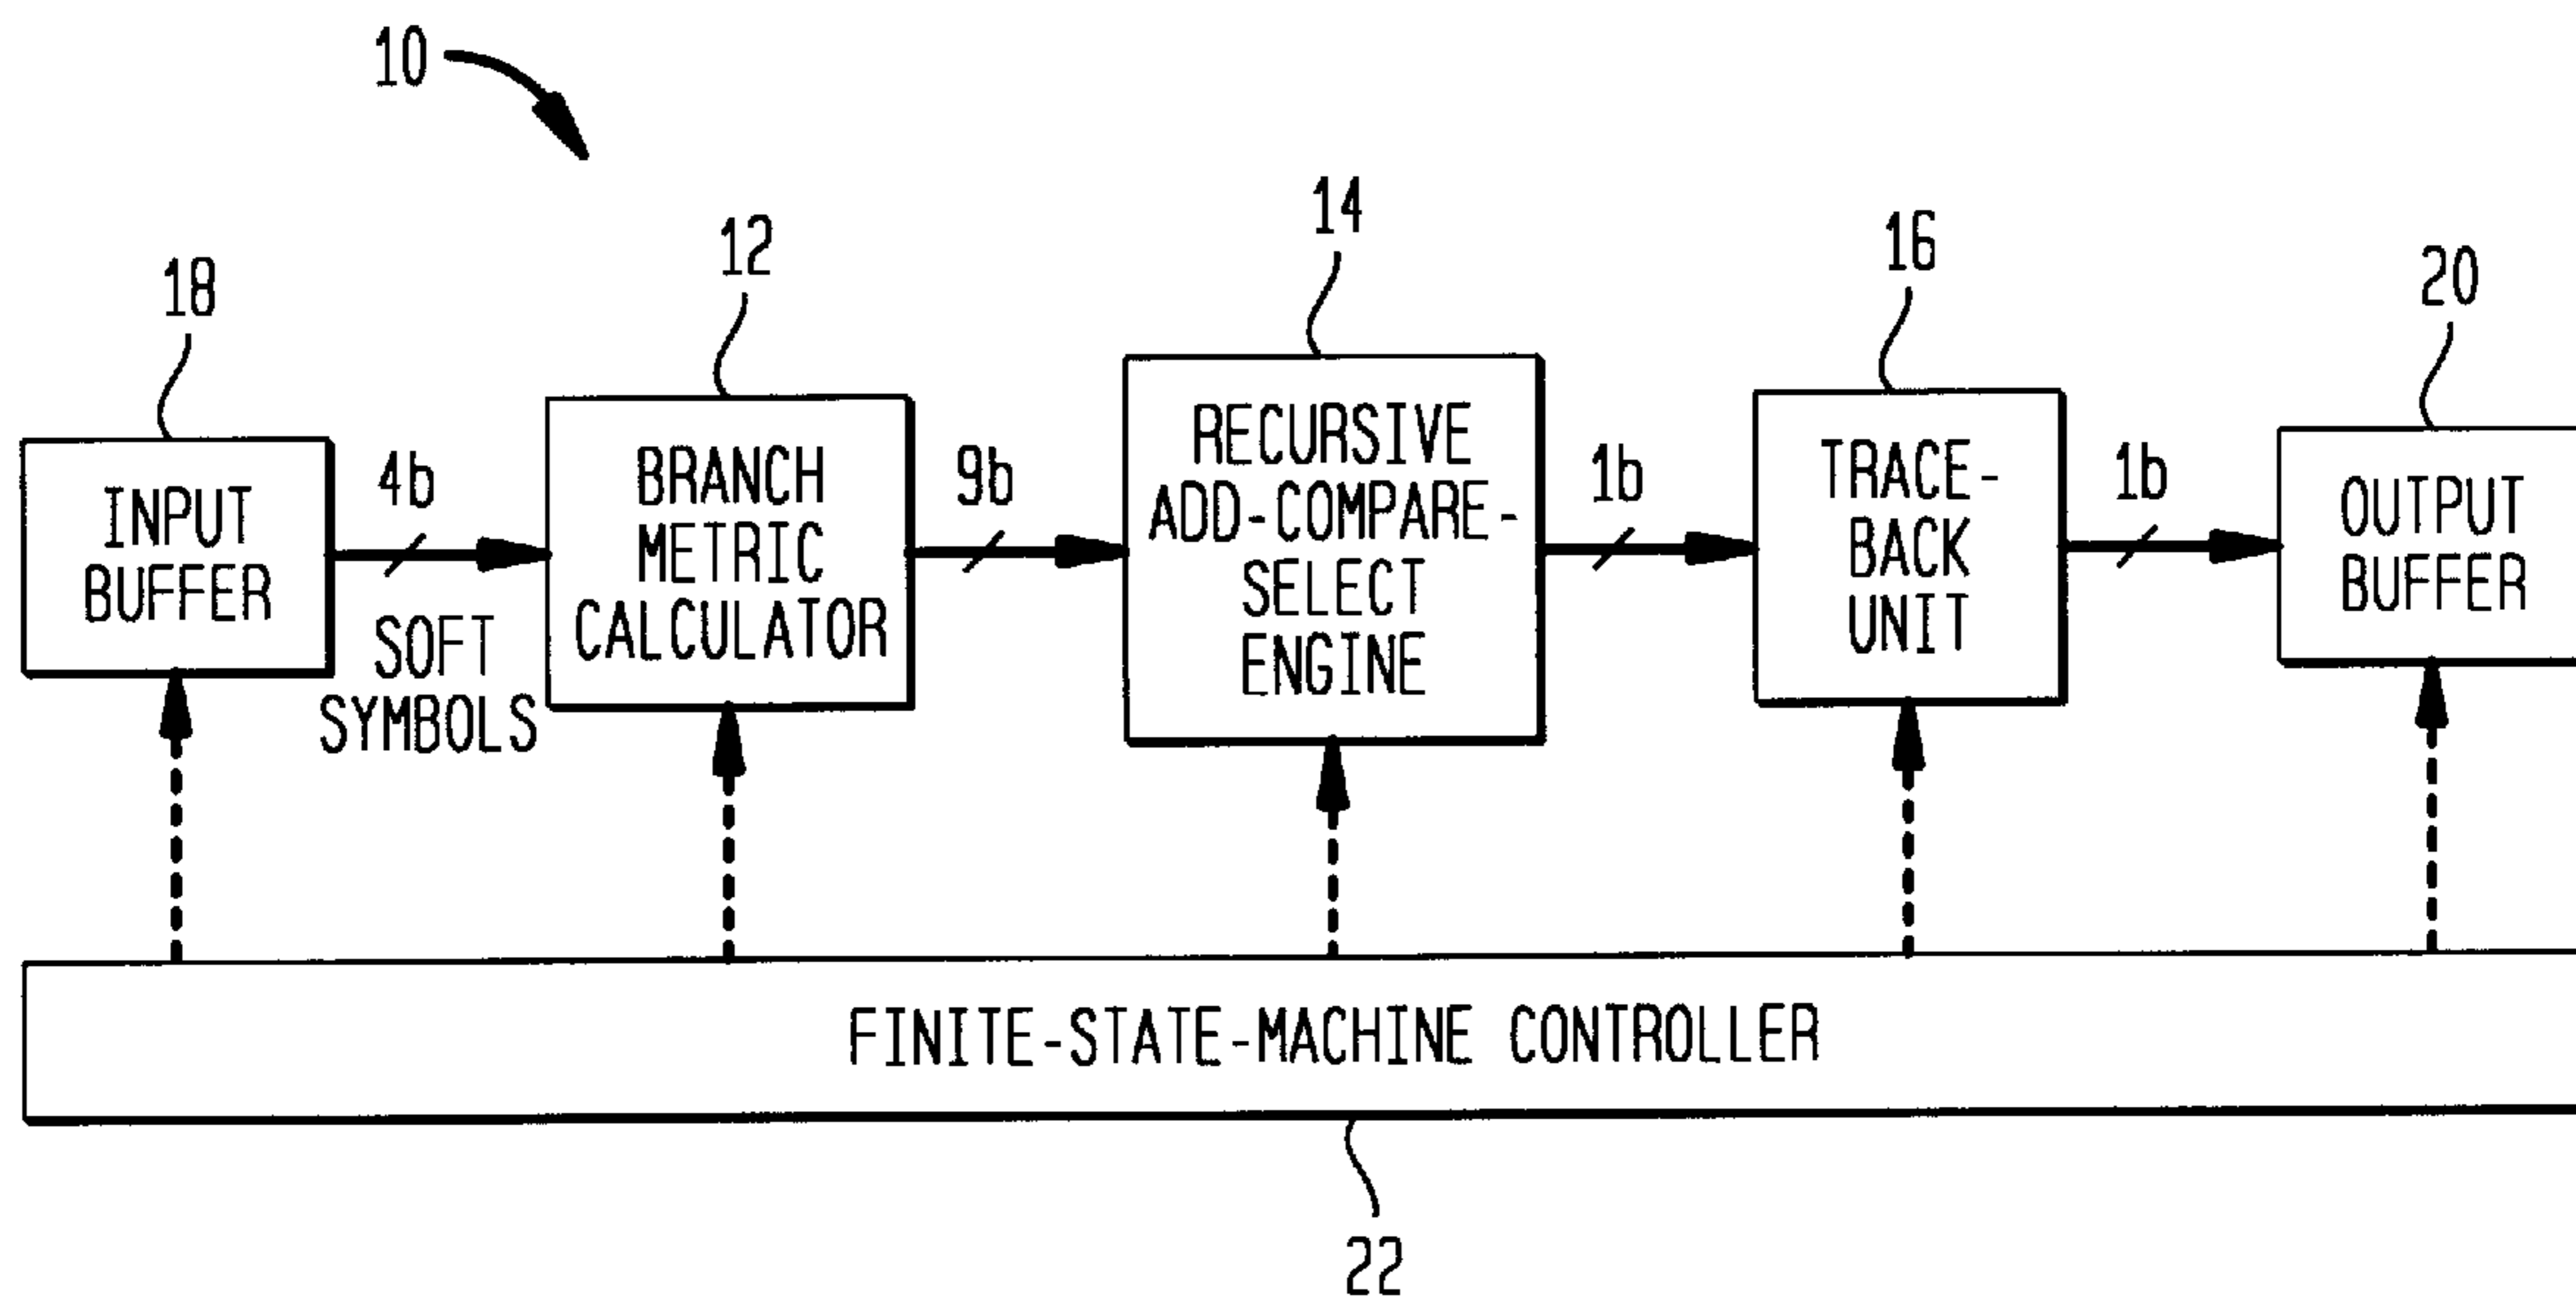 10
18
12
14
16
20
INPUT
BUFFER
4b
SOFT
SYMBOLS
BRANCH
METRIC
CALCULATOR
9b
RECURSIVE
ADD-COMPARE-
SELECT
ENGINE
1b
TRACE-
BACK
UNIT
1b
OUTPUT
BUFFER
FINITE-STATE-MACHINE CONTROLLER
22